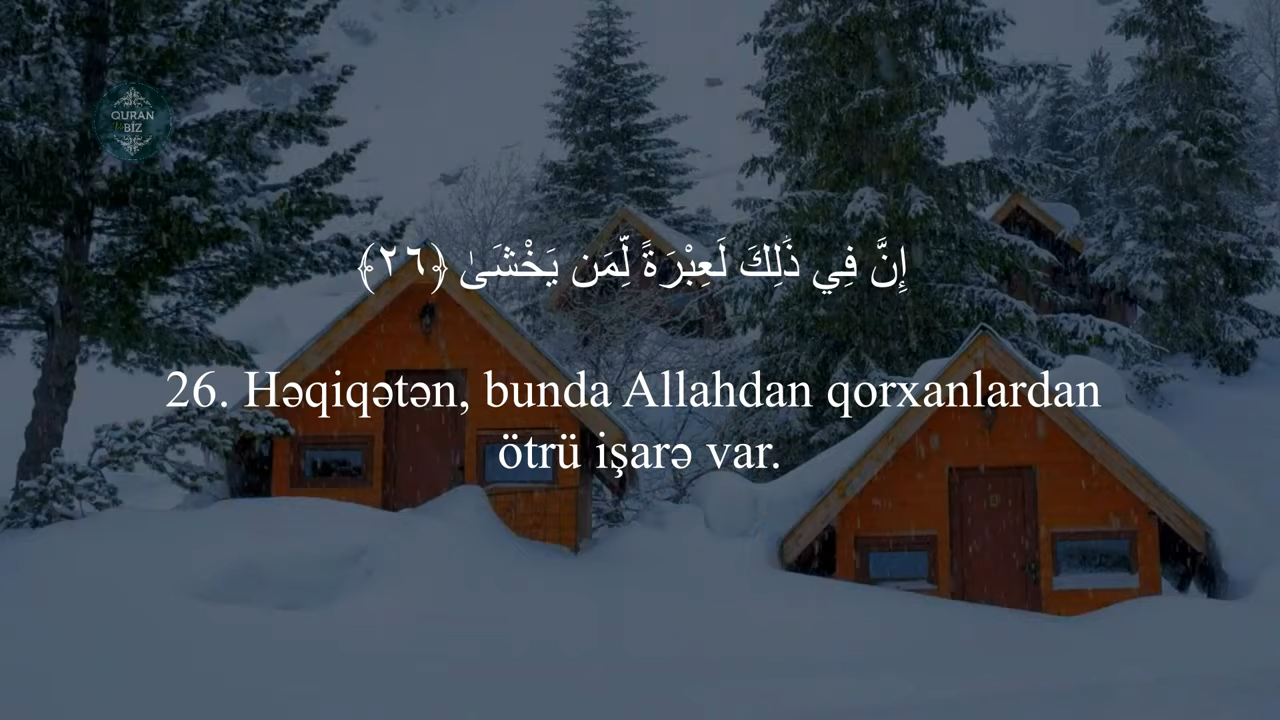 QURAN
BİZ
إِنَّ فِي ذَٰلِكَ لَعِبْرَةً لِّمَن يَخْشَىٰ ﴿٢٦﴾
26. Həqiqətən, bunda Allahdan qorxanlardan
ötrü işarə var.